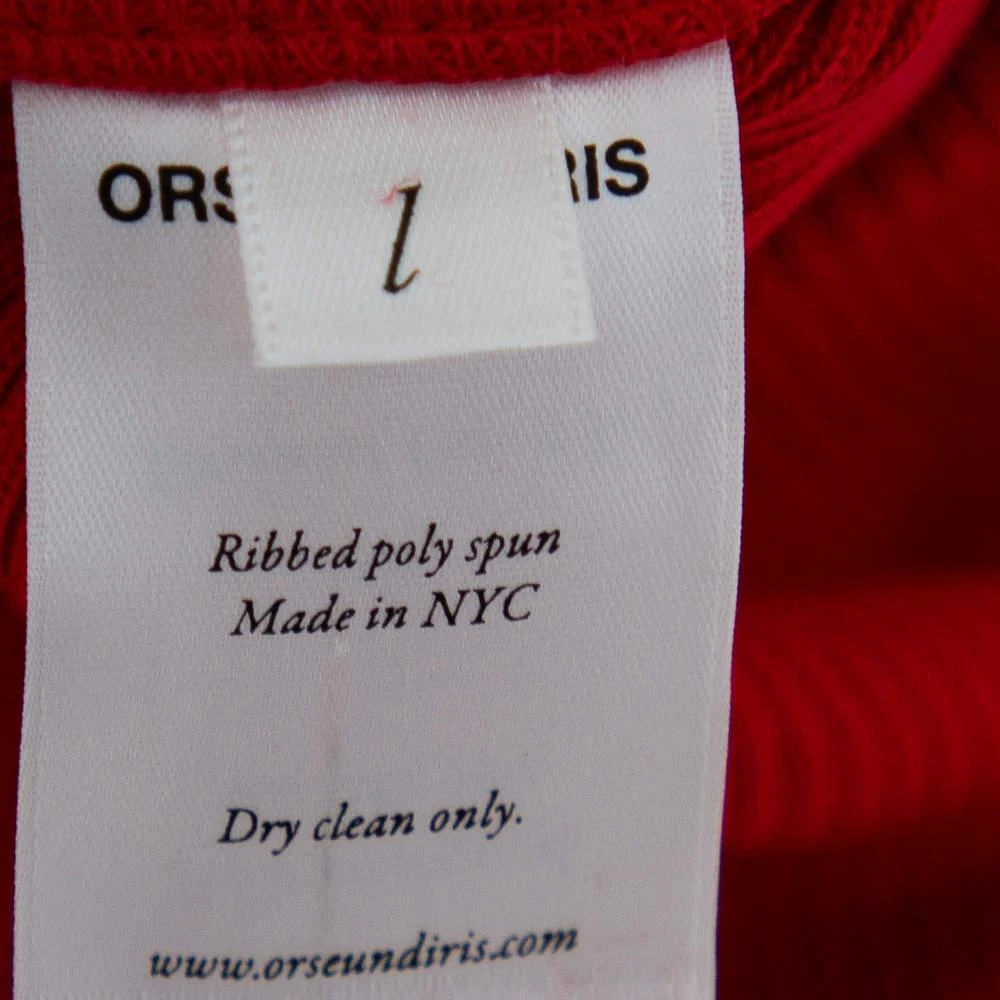 ORS RIS
l
Ribbed poly spun
Made in NYC
Dry clean only.
www.orseundiris.com